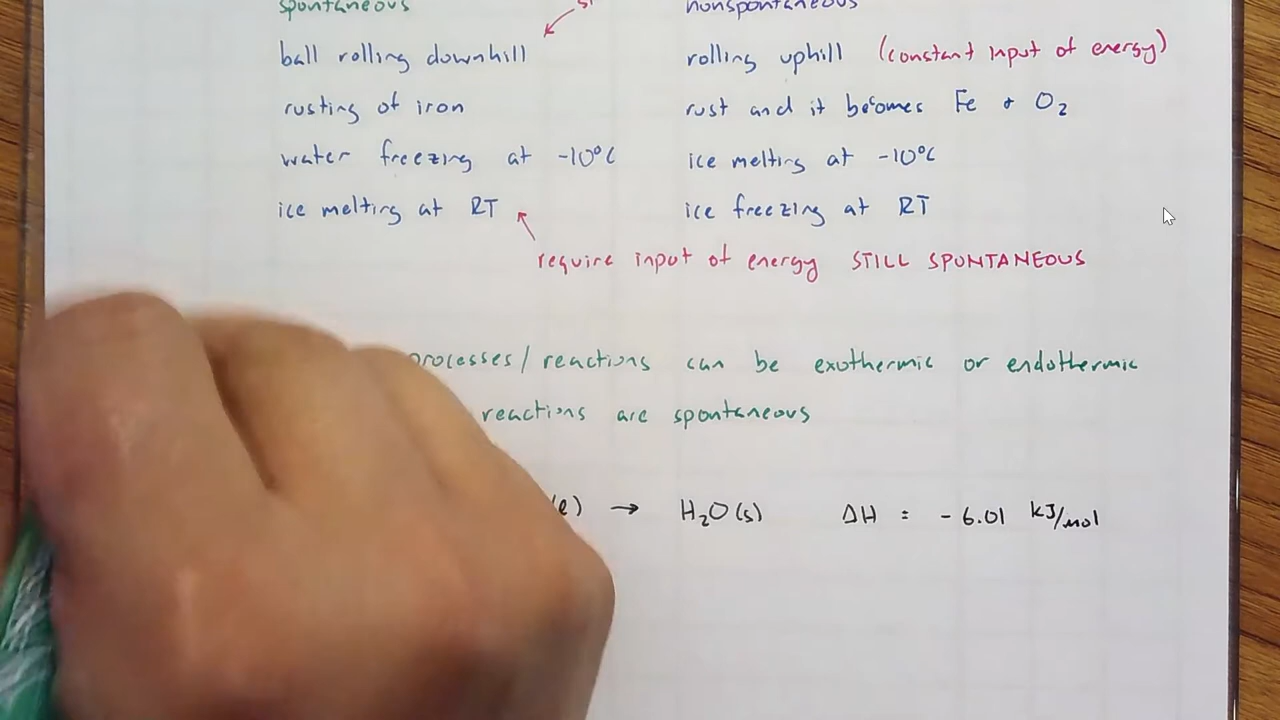 spontaneous nonspontaneous
ball rolling downhill rolling uphill (constant input of energy)
rusting of iron rust and it becomes Fe + O₂
water freezing at -10°C ice melting at -10°C
ice melting at RT ice freezing at RT
require input of energy STILL SPONTANEOUS
processes/reactions can be exothermic or endothermic
reactions are spontaneous
(l) → H₂O(s) ΔH = -6.01 kJ/mol